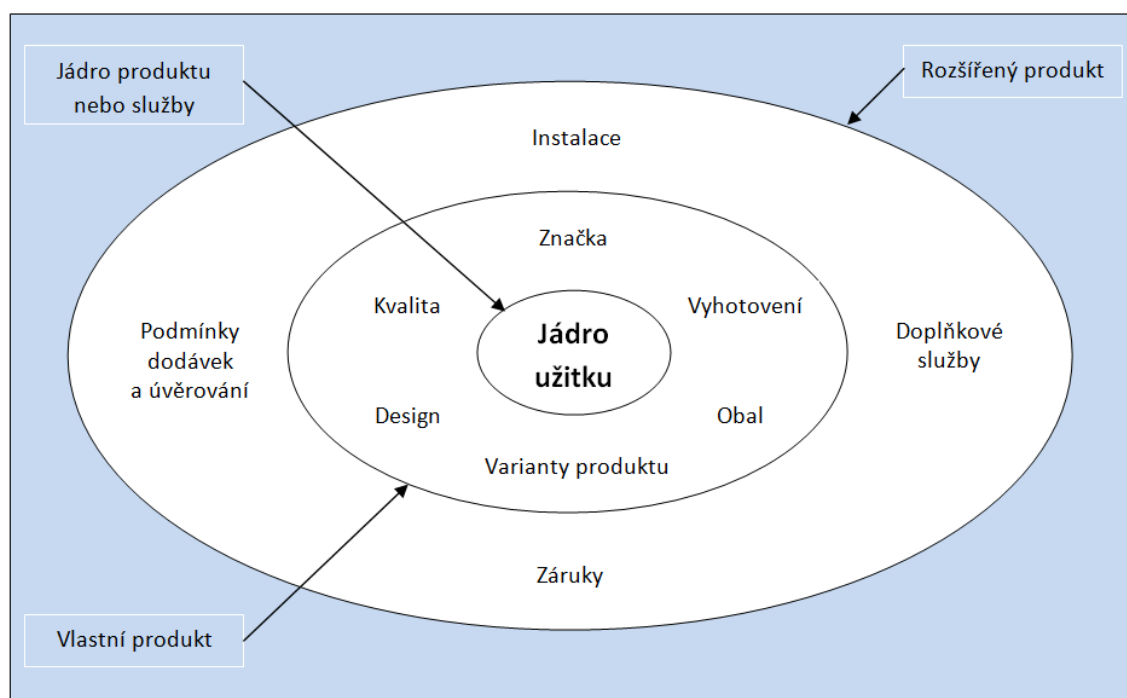 Jádro produktu
nebo služby
Rozšířený produkt
Instalace
Značka
Kvalita
Vyhotovení
Podmínky
dodávek
a úvěrování
Jádro
užitku
Doplňkové
služby
Design
Obal
Varianty produktu
Záruky
Vlastní produkt